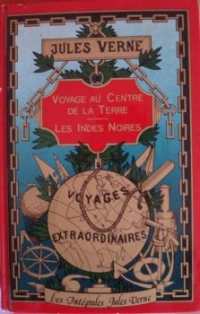 JULES VERNE
VOYAGE AU CENTRE
DE LA TERRE
LES INDES NOIRES
VOYAGES
EXTRAORDINAIRES
Les Intégrales Jules Verne